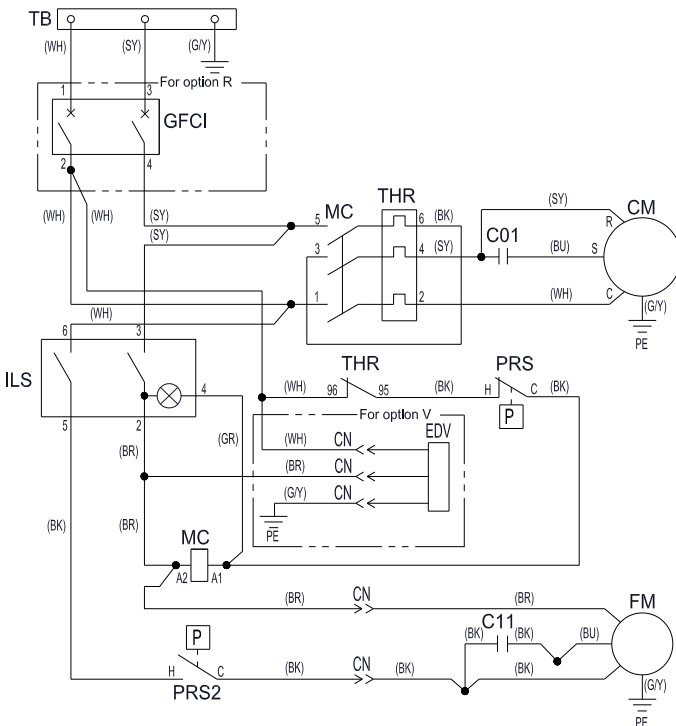 TB
(WH) (SY) (G/Y)
For option R
1 3
GFCI
2 4
(WH) (WH) (SY)
(SY)
5 MC THR 6 (BK)
3 4 (SY)
1 2
C01
(SY) R CM
(BU) S
(WH) C
(G/Y)
PE
(WH)
6 3
ILS
4
5 2
(BR) (GR)
THR PRS
(WH) 96 95 (BK) H C (BK)
P
For option V
EDV
(WH) CN
(BR) CN
(G/Y) CN
PE
(BK) (BR)
MC
A2 A1
(BR) CN (BR) FM
P
C11
(BK) (BK) (BU)
H C (BK) CN (BK) (BK)
PRS2
(G/Y)
PE